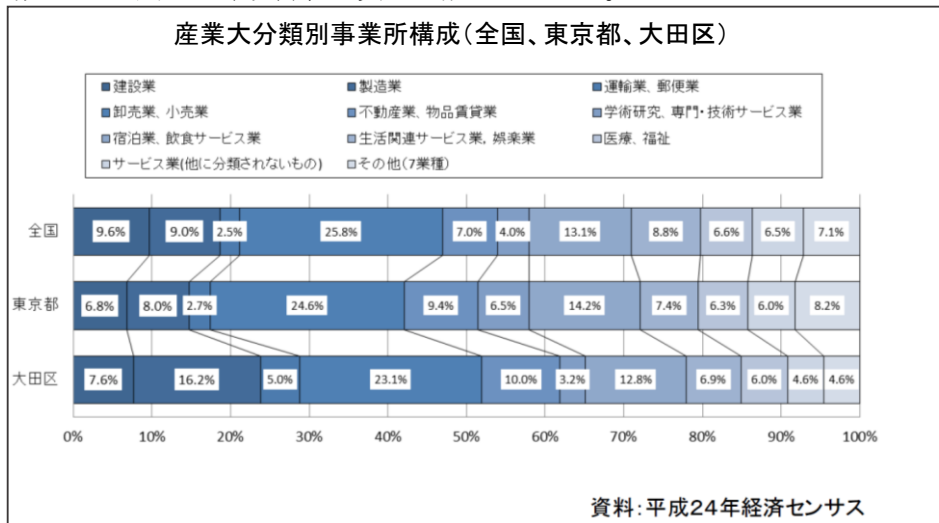 産業大分類別事業所構成(全国、東京都、大田区)
■建設業 ■製造業 ■運輸業、郵便業
■卸売業、小売業 ■不動産業、物品賃貸業 ■学術研究、専門・技術サービス業
■宿泊業、飲食サービス業 ■生活関連サービス業, 娯楽業 ■医療、福祉
■サービス業(他に分類されないもの) ■その他(7業種)
全国 9.6% 9.0% 2.5% 25.8% 7.0% 4.0% 13.1% 8.8% 6.6% 6.5% 7.1%
東京都 6.8% 8.0% 2.7% 24.6% 9.4% 6.5% 14.2% 7.4% 6.3% 6.0% 8.2%
大田区 7.6% 16.2% 5.0% 23.1% 10.0% 3.2% 12.8% 6.9% 6.0% 4.6% 4.6%
0% 10% 20% 30% 40% 50% 60% 70% 80% 90% 100%
資料:平成24年経済センサス